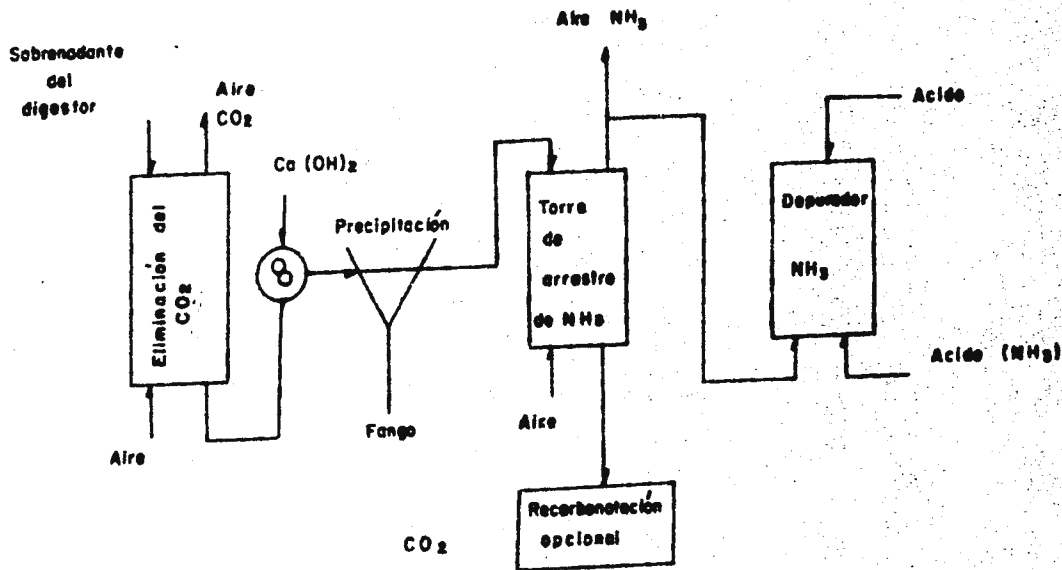 Sobrenadante
del
digestor
Aire
CO2
Eliminación del
CO2
Aire
Ca (OH)2
Precipitación
Fango
Aire NH3
Torre
de
arrastre
de NH3
Aire
Recarbonatación
opcional
CO2
Acido
Depurador
NH3
Acido (NH3)